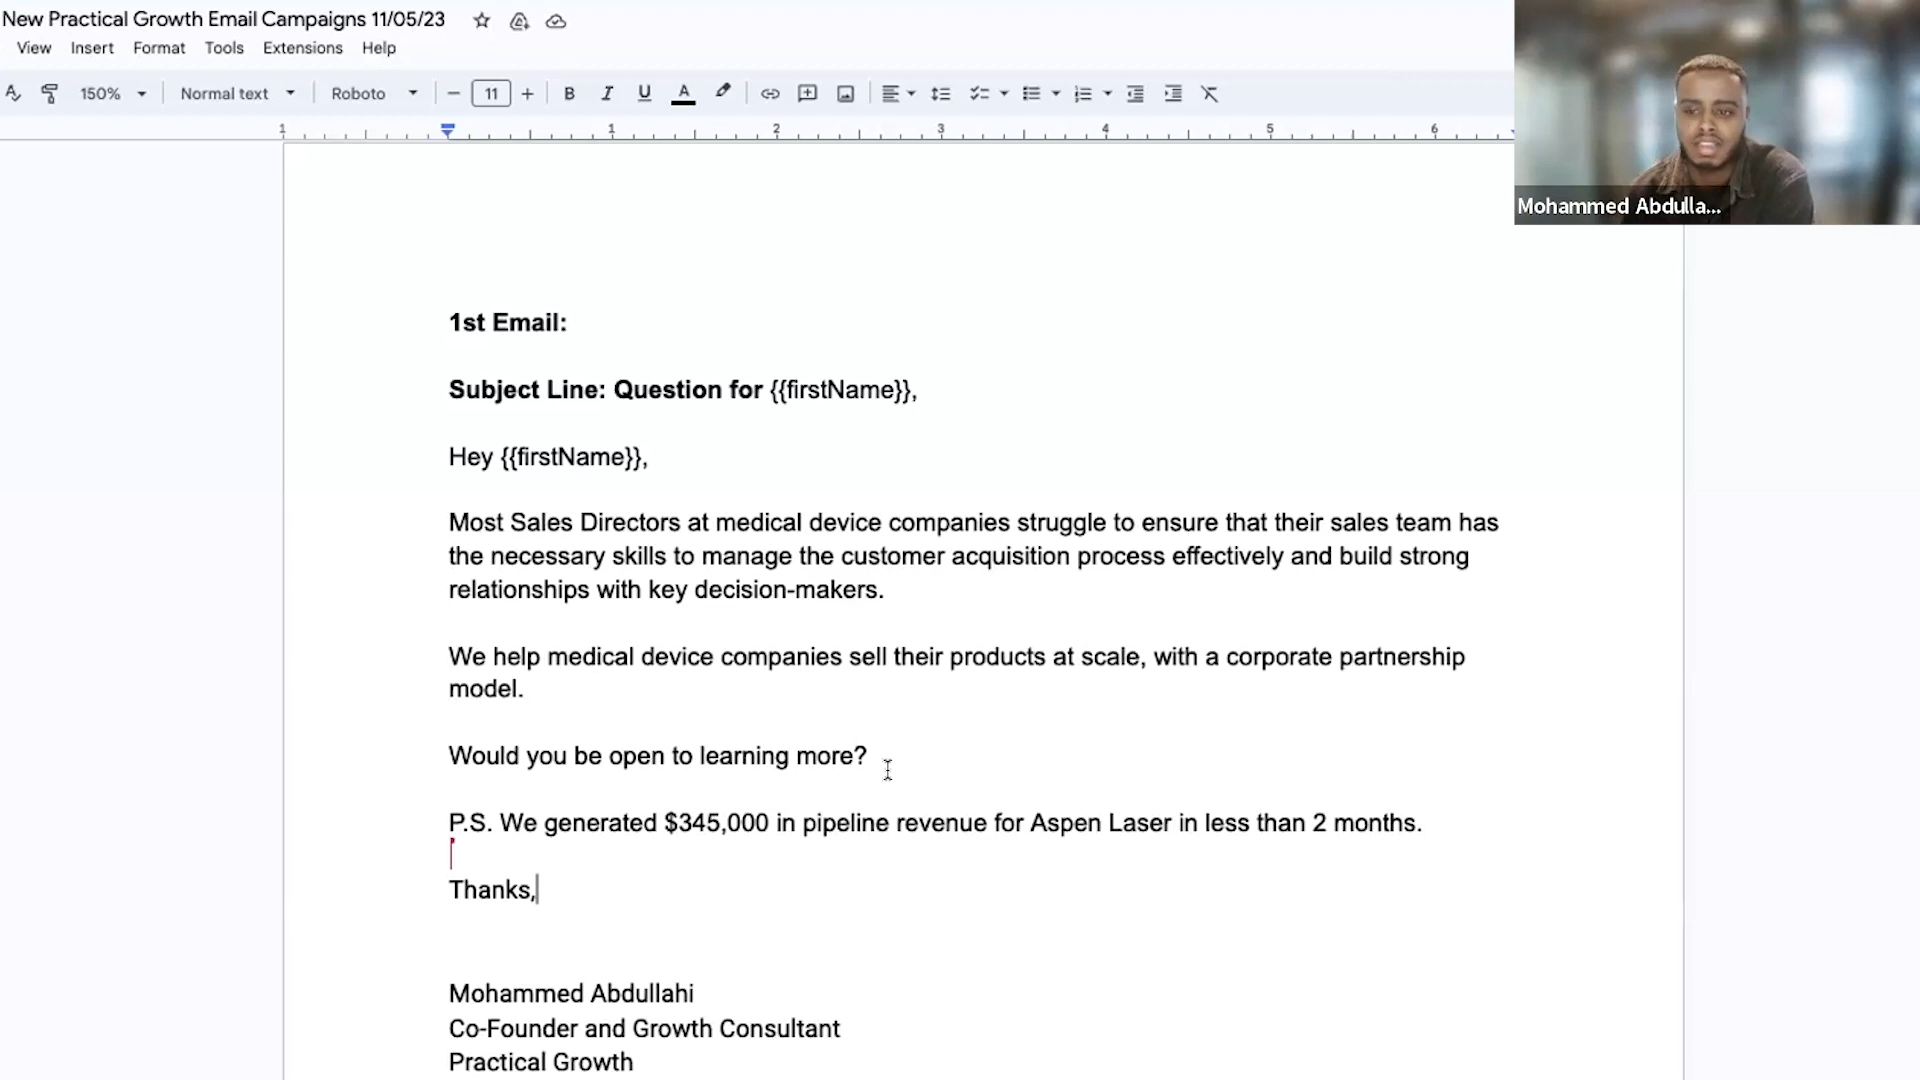 New Practical Growth Email Campaigns 11/05/23
View Insert Format Tools Extensions Help
150% Normal text Roboto − 11 + B I U A
1 1 2 3 4 5 6
Mohammed Abdulla...
1st Email:
Subject Line: Question for {{firstName}},
Hey {{firstName}},
Most Sales Directors at medical device companies struggle to ensure that their sales team has
the necessary skills to manage the customer acquisition process effectively and build strong
relationships with key decision-makers.
We help medical device companies sell their products at scale, with a corporate partnership
model.
Would you be open to learning more?
P.S. We generated $345,000 in pipeline revenue for Aspen Laser in less than 2 months.
Thanks,
Mohammed Abdullahi
Co-Founder and Growth Consultant
Practical Growth